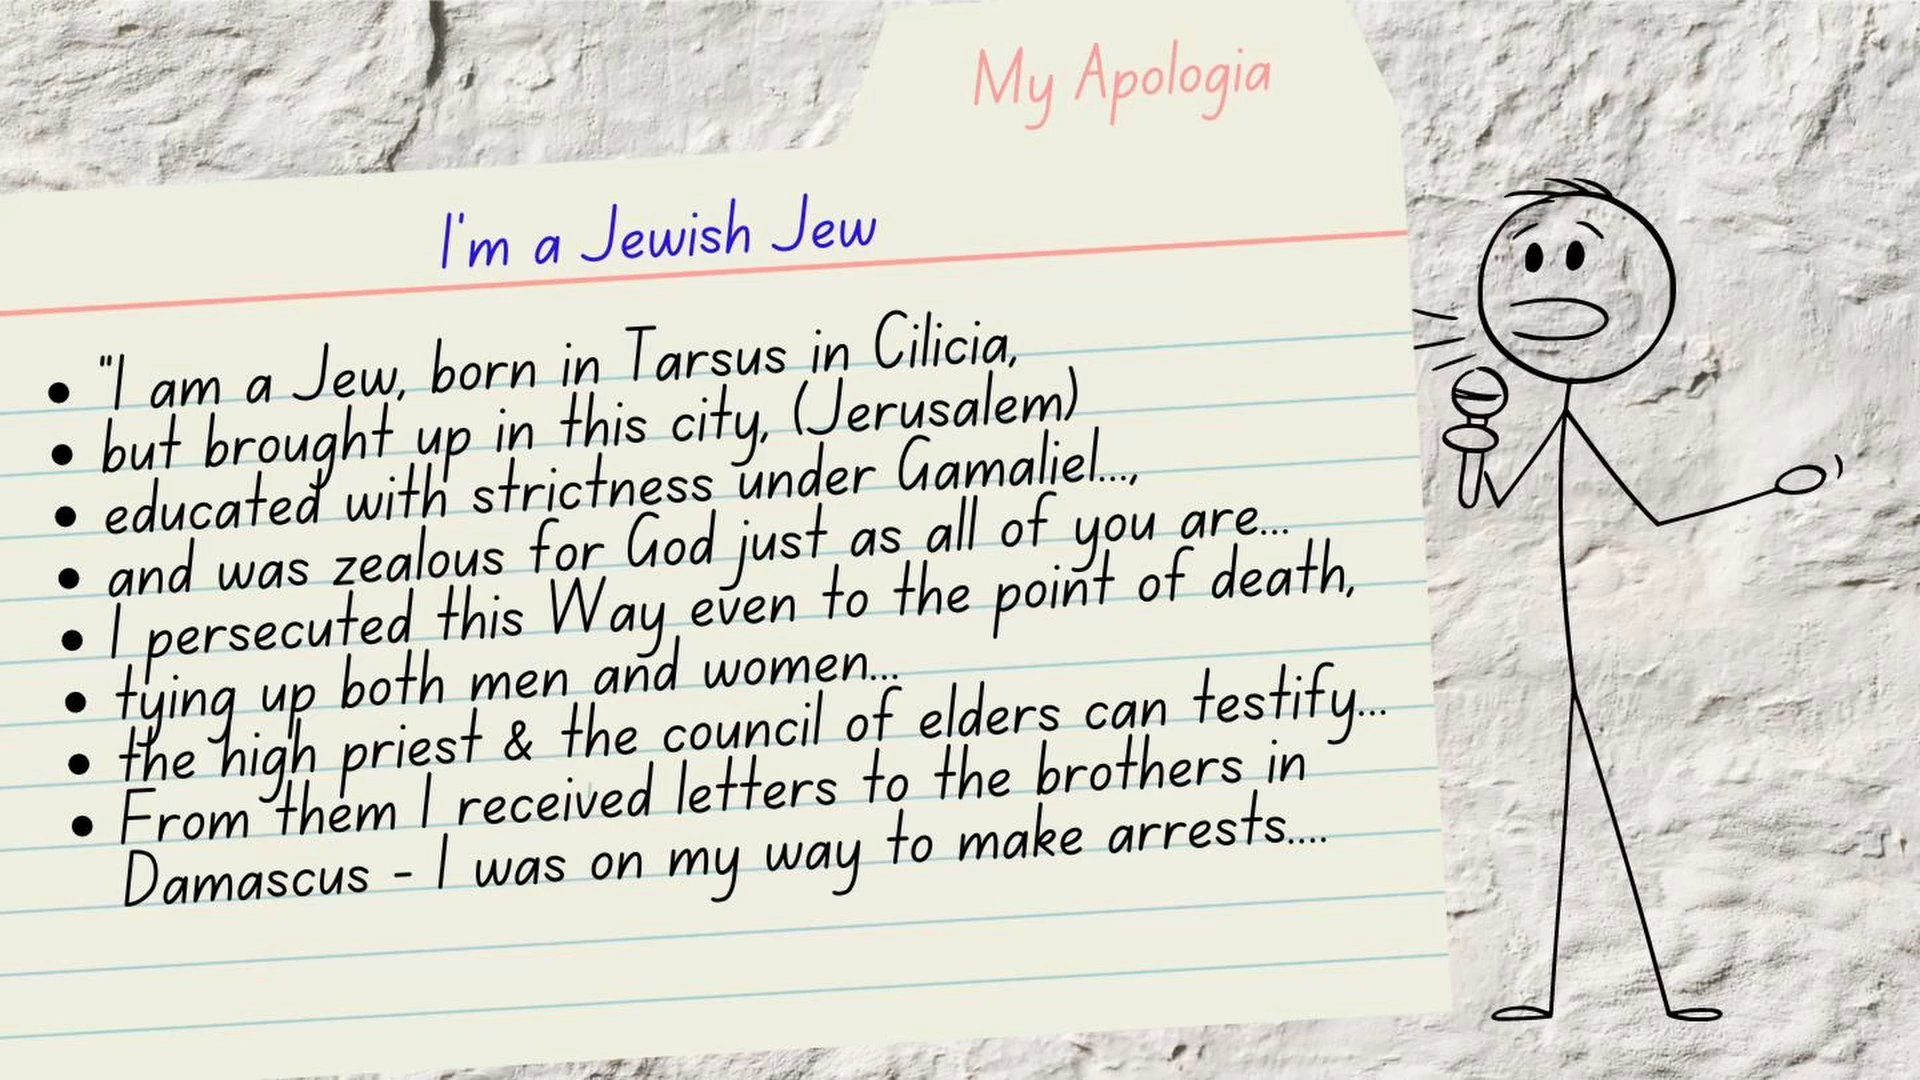 My Apologia
I'm a Jewish Jew
• "I am a Jew, born in Tarsus in Cilicia,
• but brought up in this city, (Jerusalem)
• educated with strictness under Gamaliel...,
• and was zealous for God just as all of you are...
• I persecuted this Way even to the point of death,
• tying up both men and women...
• the high priest & the council of elders can testify...
• From them I received letters to the brothers in
Damascus - I was on my way to make arrests....